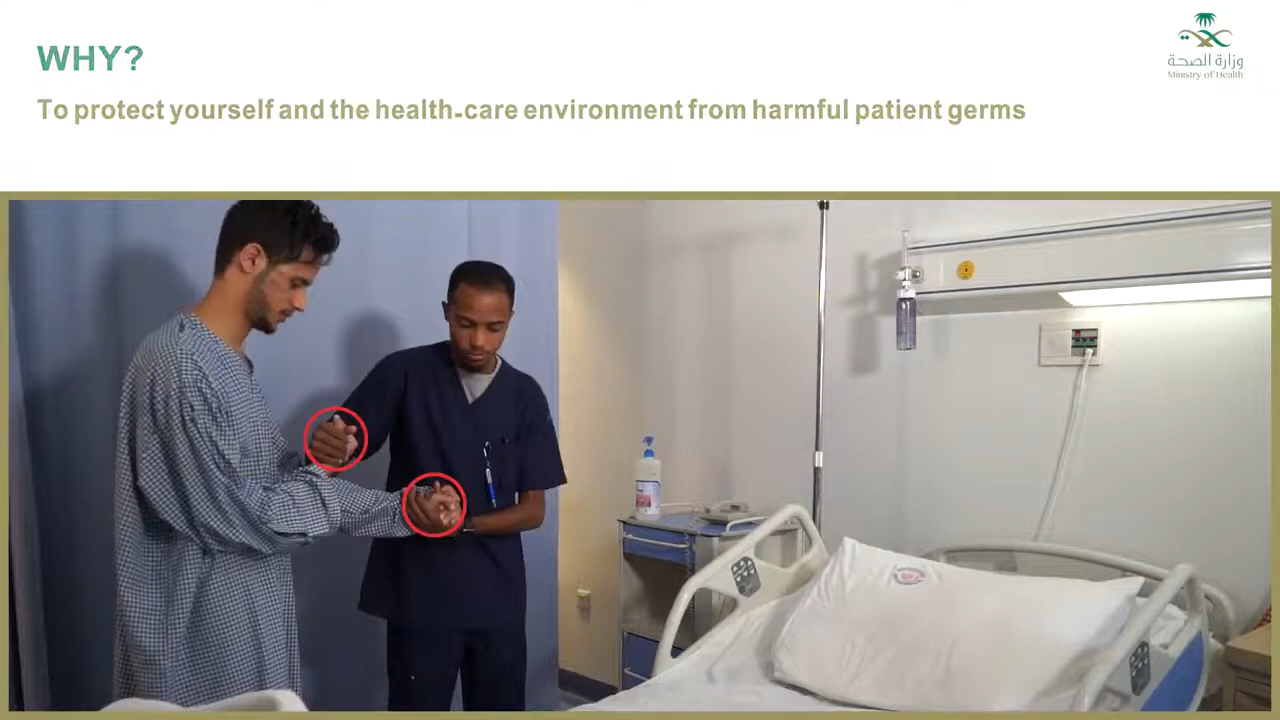 WHY?
To protect yourself and the health-care environment from harmful patient germs
وزارة الصحة
Ministry of Health